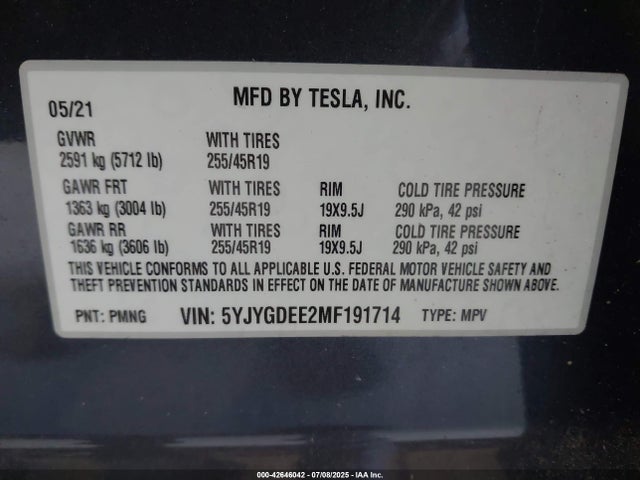 MFD BY TESLA, INC.
05/21
GVWR WITH TIRES
2591 kg (5712 lb) 255/45R19
GAWR FRT WITH TIRES RIM COLD TIRE PRESSURE
1363 kg (3004 lb) 255/45R19 19X9.5J 290 kPa, 42 psi
GAWR RR WITH TIRES RIM COLD TIRE PRESSURE
1636 kg (3606 lb) 255/45R19 19X9.5J 290 kPa, 42 psi
THIS VEHICLE CONFORMS TO ALL APPLICABLE U.S. FEDERAL MOTOR VEHICLE SAFETY AND
THEFT PREVENTION STANDARDS IN EFFECT ON THE DATE OF MANUFACTURE SHOWN ABOVE.
PNT: PMNG VIN: 5YJYGDEE2MF191714 TYPE: MPV
000-42646042 - 07/08/2025 - IAA Inc.